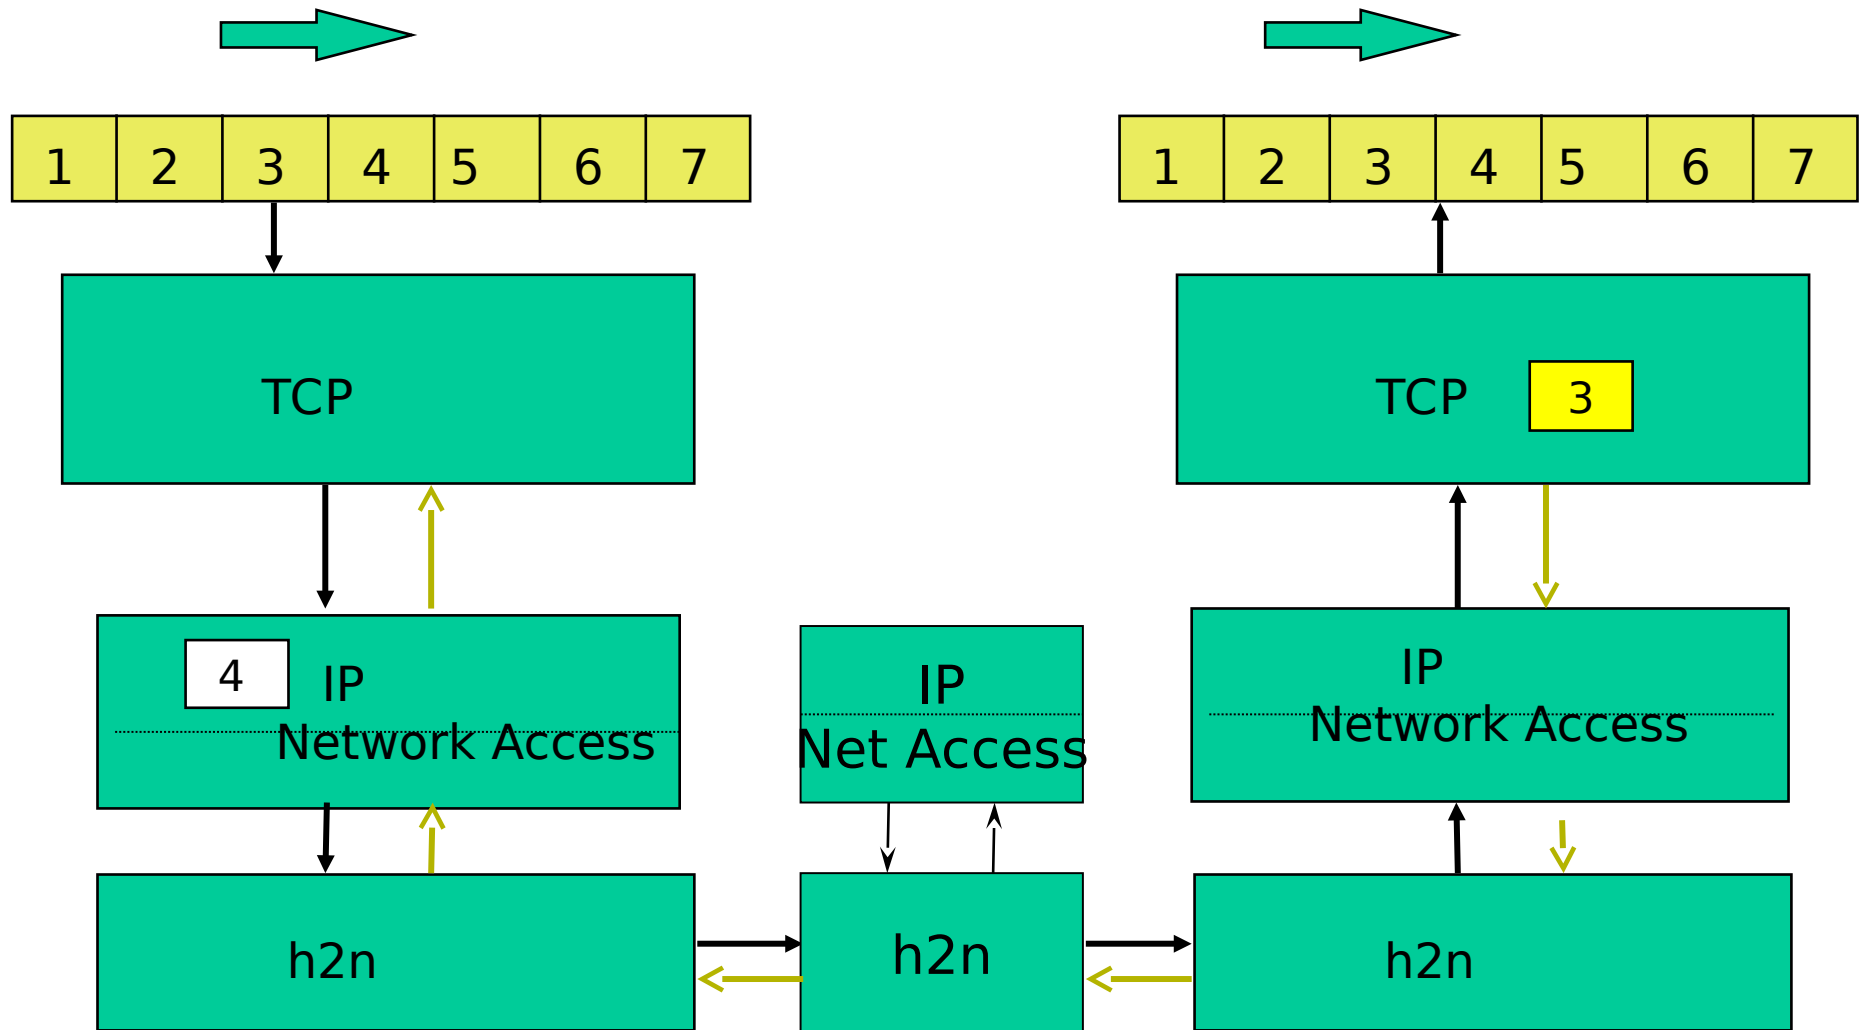 1 2 3 4 5 6 7
1 2 3 4 5 6 7
TCP
TCP 3
4 IP
Network Access
IP
Net Access
IP
Network Access
h2n
h2n
h2n